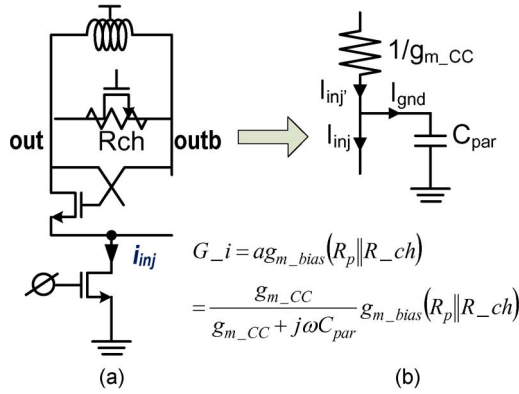 out
Rch
outb
i_inj
(a)
1/g_m_CC
I_inj'
I_gnd
I_inj
C_par
G_i = ag_m_bias(R_p||R_ch)
= g_m_CC / (g_m_CC + jωC_par) g_m_bias(R_p||R_ch)
(b)